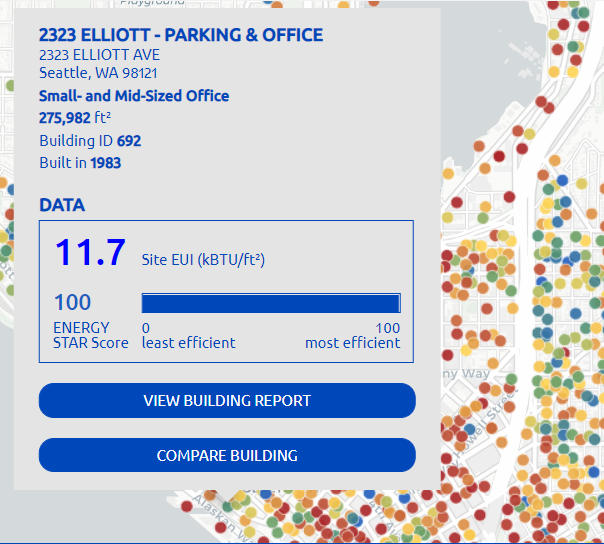 Playground
2323 ELLIOTT - PARKING & OFFICE
2323 ELLIOTT AVE
Seattle, WA 98121
Small- and Mid-Sized Office
275,982 ft²
Building ID 692
Built in 1983
DATA
11.7 Site EUI (kBTU/ft²)
100
ENERGY 0 100
STAR Score least efficient most efficient
ny Way
VIEW BUILDING REPORT
Howell Street
COMPARE BUILDING
Alaskan W